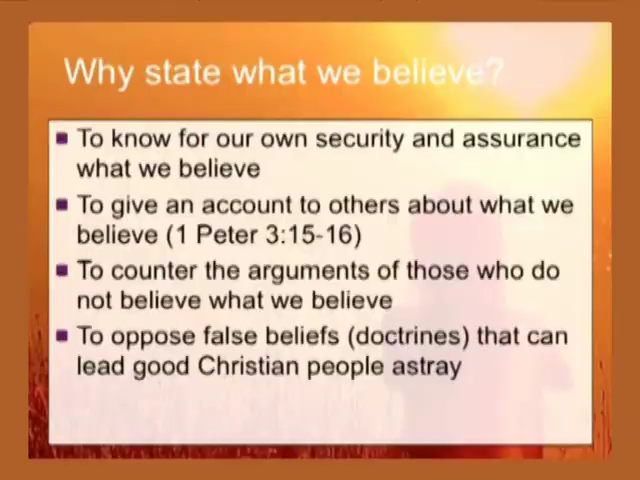 Why state what we believe?
To know for our own security and assurance
what we believe
To give an account to others about what we
believe (1 Peter 3:15-16)
To counter the arguments of those who do
not believe what we believe
To oppose false beliefs (doctrines) that can
lead good Christian people astray